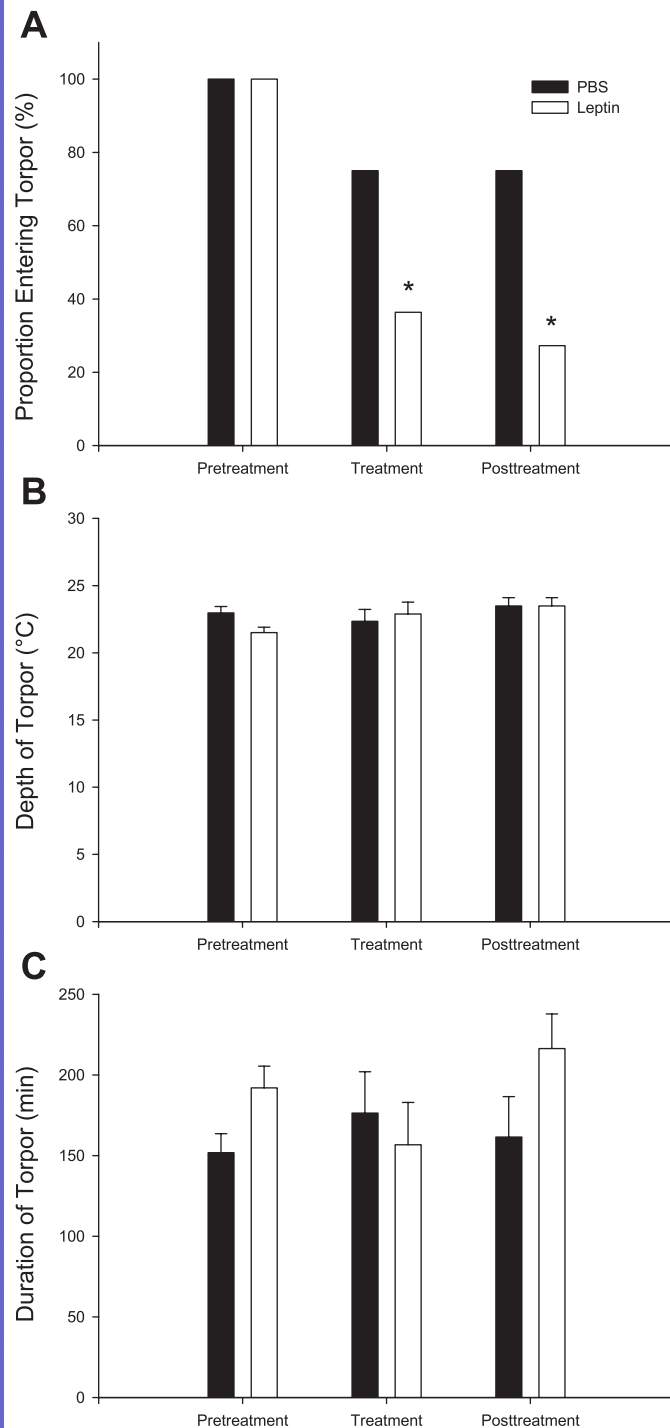 A
Proportion Entering Torpor (%)
100
80
60
40
20
0
PBS
Leptin
*
*
Pretreatment Treatment Posttreatment
B
Depth of Torpor (°C)
30
25
20
15
10
5
0
Pretreatment Treatment Posttreatment
C
Duration of Torpor (min)
250
200
150
100
50
0
Pretreatment Treatment Posttreatment